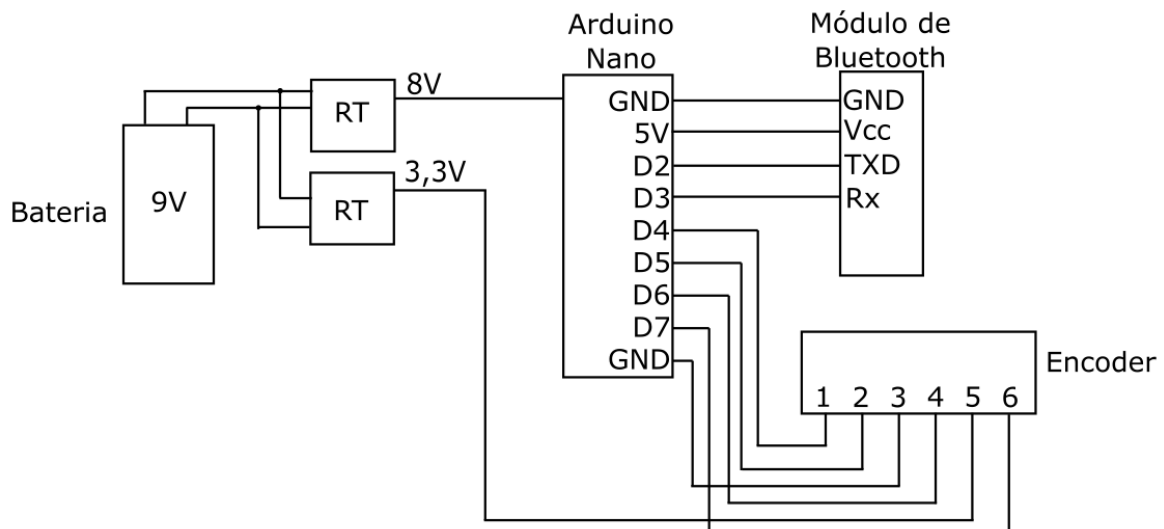 Arduino
Nano
Módulo de
Bluetooth
RT
8V
RT
3,3V
Bateria
9V
GND
5V
D2
D3
D4
D5
D6
D7
GND
GND
Vcc
TXD
Rx
Encoder
1 2 3 4 5 6